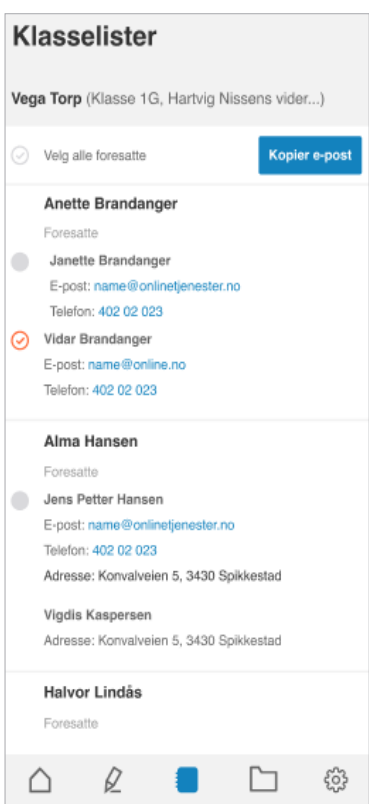 Klasselister
Vega Torp (Klasse 1G, Hartvig Nissens vider...)
Velg alle foresatte
Kopier e-post
Anette Brandanger
Foresatte
Janette Brandanger
E-post: name@onlinetjenester.no
Telefon: 402 02 023
Vidar Brandanger
E-post: name@online.no
Telefon: 402 02 023
Alma Hansen
Foresatte
Jens Petter Hansen
E-post: name@onlinetjenester.no
Telefon: 402 02 023
Adresse: Konvalveien 5, 3430 Spikkestad
Vigdis Kaspersen
Adresse: Konvalveien 5, 3430 Spikkestad
Halvor Lindås
Foresatte